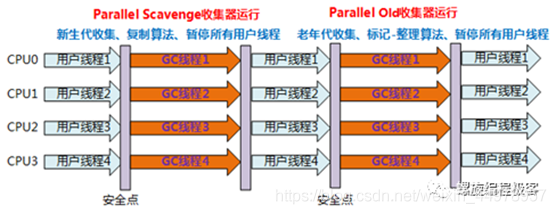 Parallel Scavenge收集器运行 Parallel Old收集器运行
新生代收集、复制算法、暂停所有用户线程 老年代收集、标记-整理算法、暂停所有用户线程
CPU0 用户线程1 GC线程1 用户线程1 GC线程1 用户线程1
CPU1 用户线程2 GC线程2 用户线程2 GC线程2 用户线程2
CPU2 用户线程3 GC线程3 用户线程3 GC线程3 用户线程3
CPU3 用户线程4 GC线程4 用户线程4 GC线程4 用户线程4
安全点 安全点
螺旋编程极客